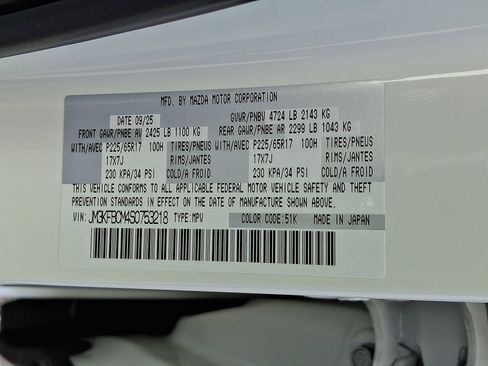 MFD. BY MAZDA MOTOR CORPORATION
DATE 09/25 GVWR/PNBV 4724 LB 2143 KG
FRONT GAWR/PNBE AV 2425 LB 1100 KG REAR GAWR/PNBE AR 2299 LB 1043 KG
WITH/AVEC P225/65R17 100H TIRES/PNEUS WITH/AVEC P225/65R17 100H TIRES/PNEUS
17X7J RIMS/JANTES 17X7J RIMS/JANTES
230 KPA/34 PSI COLD/A FROID 230 KPA/34 PSI COLD/A FROID
THIS VEHICLE CONFORMS TO ALL APPLICABLE FEDERAL MOTOR VEHICLE SAFETY AND THEFT
PREVENTION STANDARDS IN EFFECT ON THE DATE OF MANUFACTURE SHOWN ABOVE.
VIN: JM3KFBCM4S0753218 TYPE: MPV COLOR CODE: 51K MADE IN JAPAN